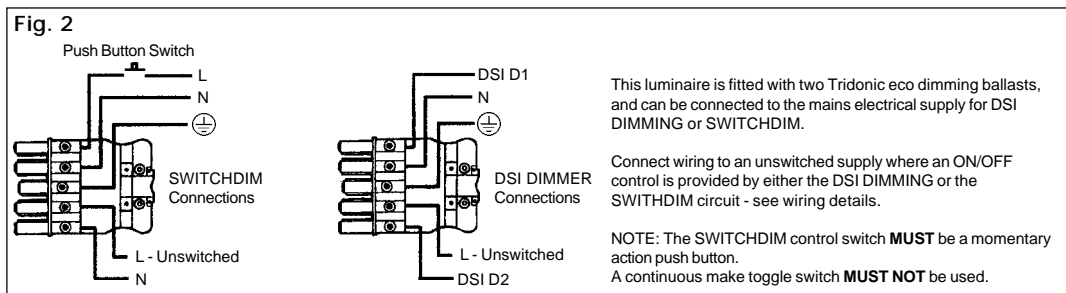 Fig. 2
Push Button Switch
L
N
SWITCHDIM
Connections
L - Unswitched
N
DSI D1
N
DSI DIMMER
Connections
L - Unswitched
DSI D2
This luminaire is fitted with two Tridonic eco dimming ballasts,
and can be connected to the mains electrical supply for DSI
DIMMING or SWITCHDIM.
Connect wiring to an unswitched supply where an ON/OFF
control is provided by either the DSI DIMMING or the
SWITHDIM circuit - see wiring details.
NOTE: The SWITCHDIM control switch MUST be a momentary
action push button.
A continuous make toggle switch MUST NOT be used.